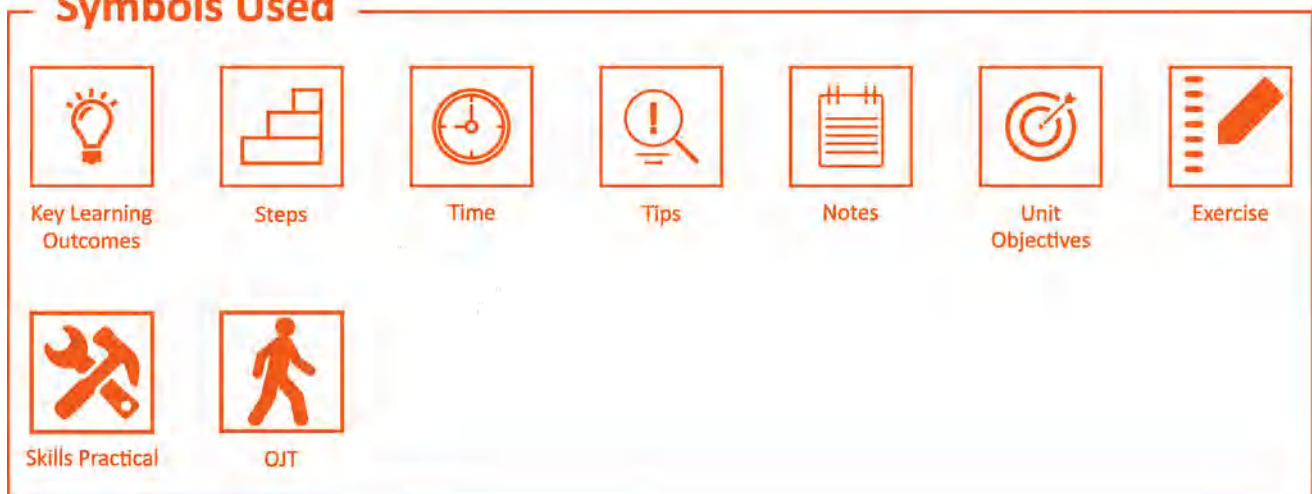 Symbols Used
Key Learning
Outcomes
Steps
Time
Tips
Notes
Unit
Objectives
Exercise
Skills Practical
OJT